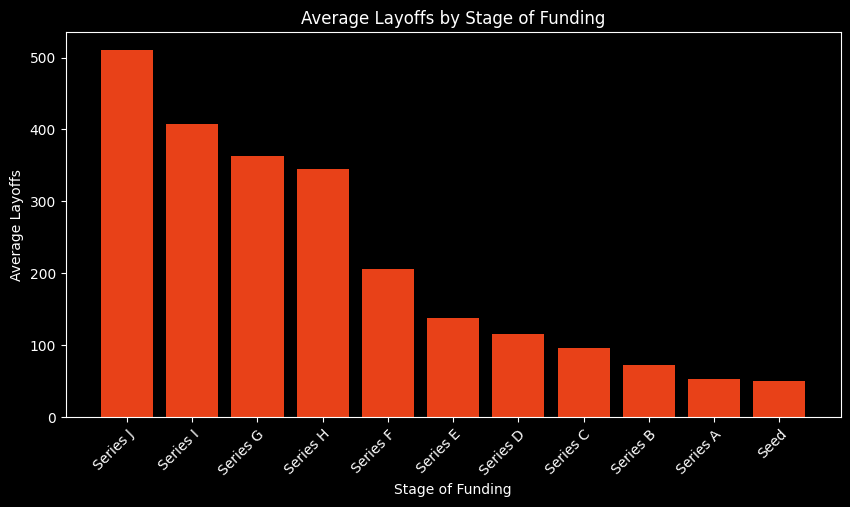 Average Layoffs by Stage of Funding
Average Layoffs
500
400
300
200
100
0
Series J
Series I
Series G
Series H
Series F
Series E
Series D
Series C
Series B
Series A
Seed
Stage of Funding